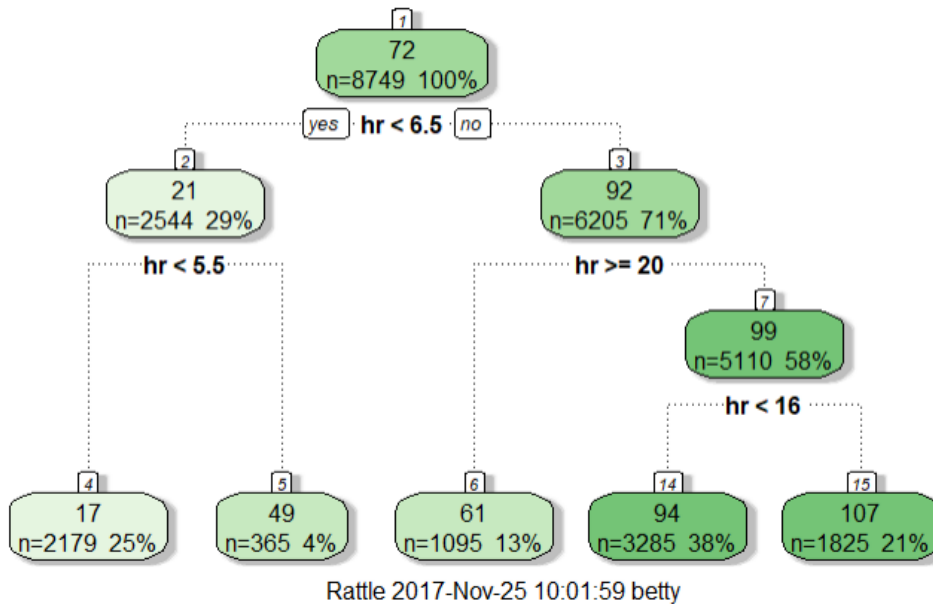 1
72
n=8749 100%
yes hr < 6.5 no
2
21
n=2544 29%
3
92
n=6205 71%
hr < 5.5
hr >= 20
7
99
n=5110 58%
hr < 16
4
17
n=2179 25%
5
49
n=365 4%
6
61
n=1095 13%
14
94
n=3285 38%
15
107
n=1825 21%
Rattle 2017-Nov-25 10:01:59 betty